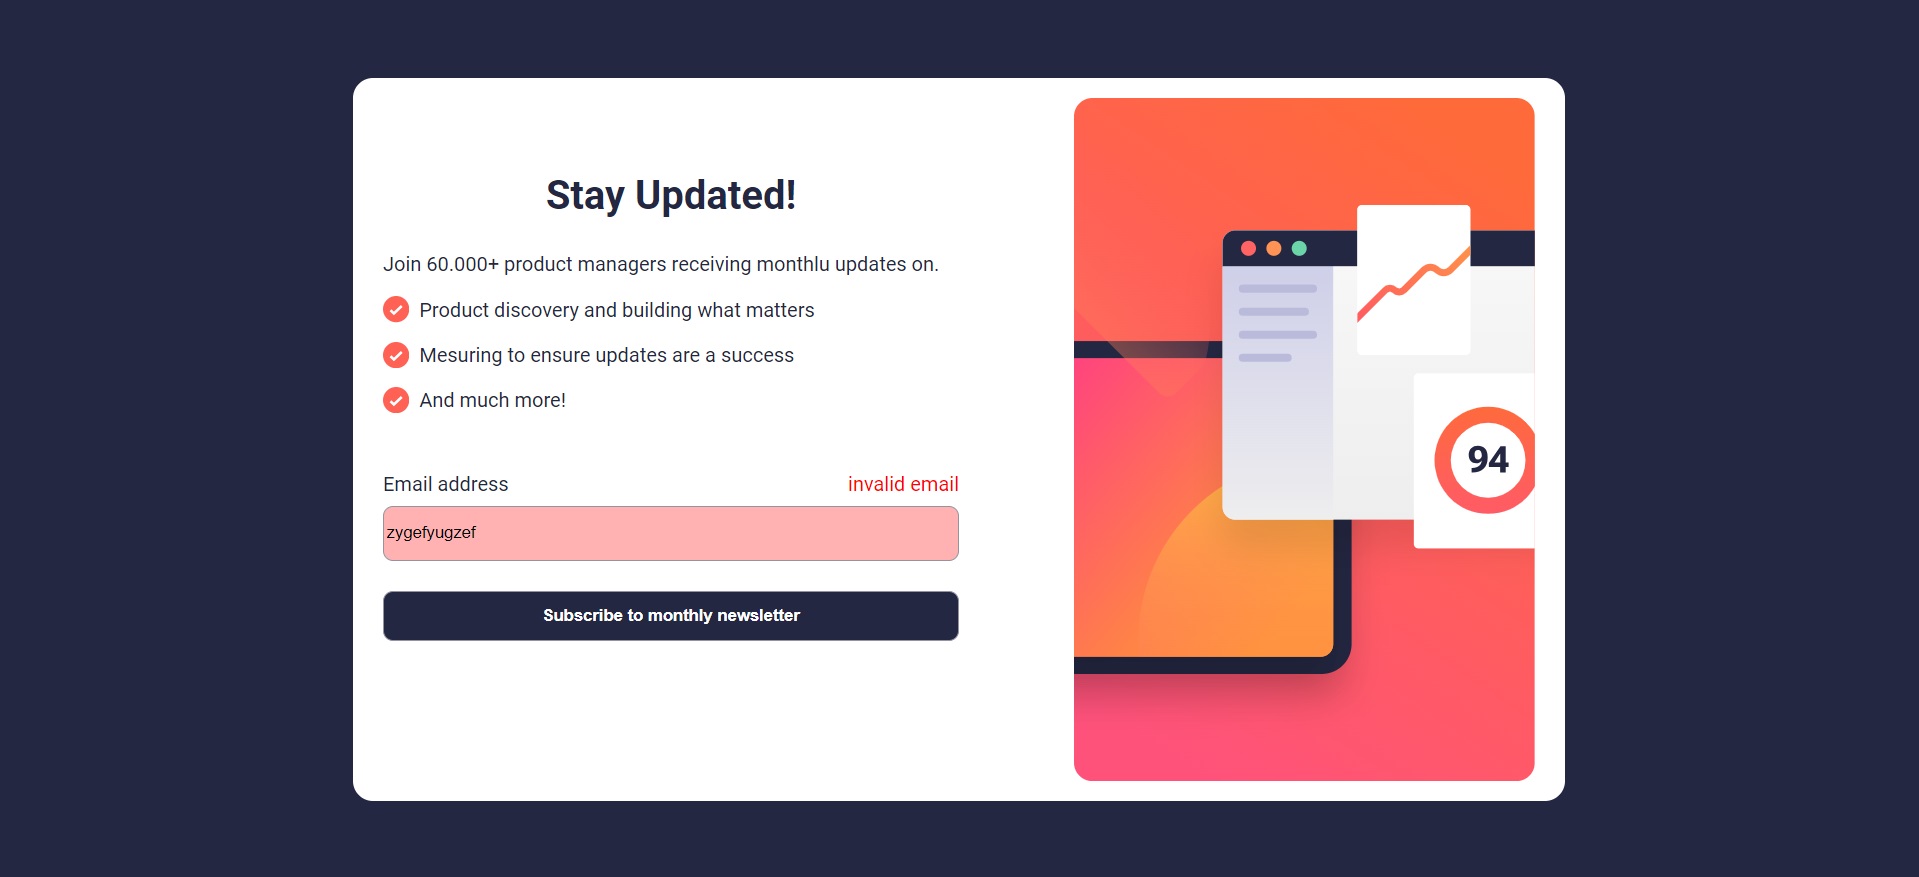 Stay Updated!
Join 60.000+ product managers receiving monthlu updates on.
Product discovery and building what matters
Mesuring to ensure updates are a success
And much more!
Email address
invalid email
zygefyugzef
Subscribe to monthly newsletter
94